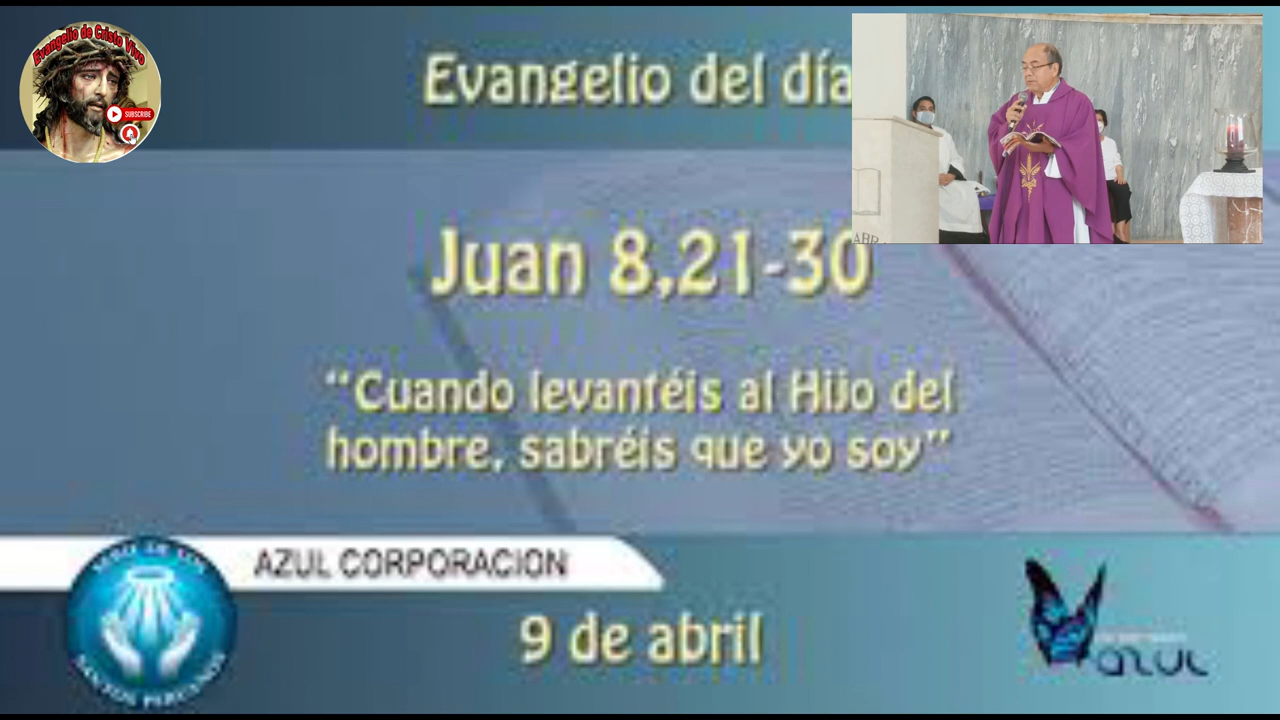 Evangelio de Cristo Vivo
SUBSCRIBE
Evangelio del día
Juan 8,21-30
“Cuando levantéis al Hijo del
hombre, sabréis que yo soy”
AZUL CORPORACION
9 de abril
azul